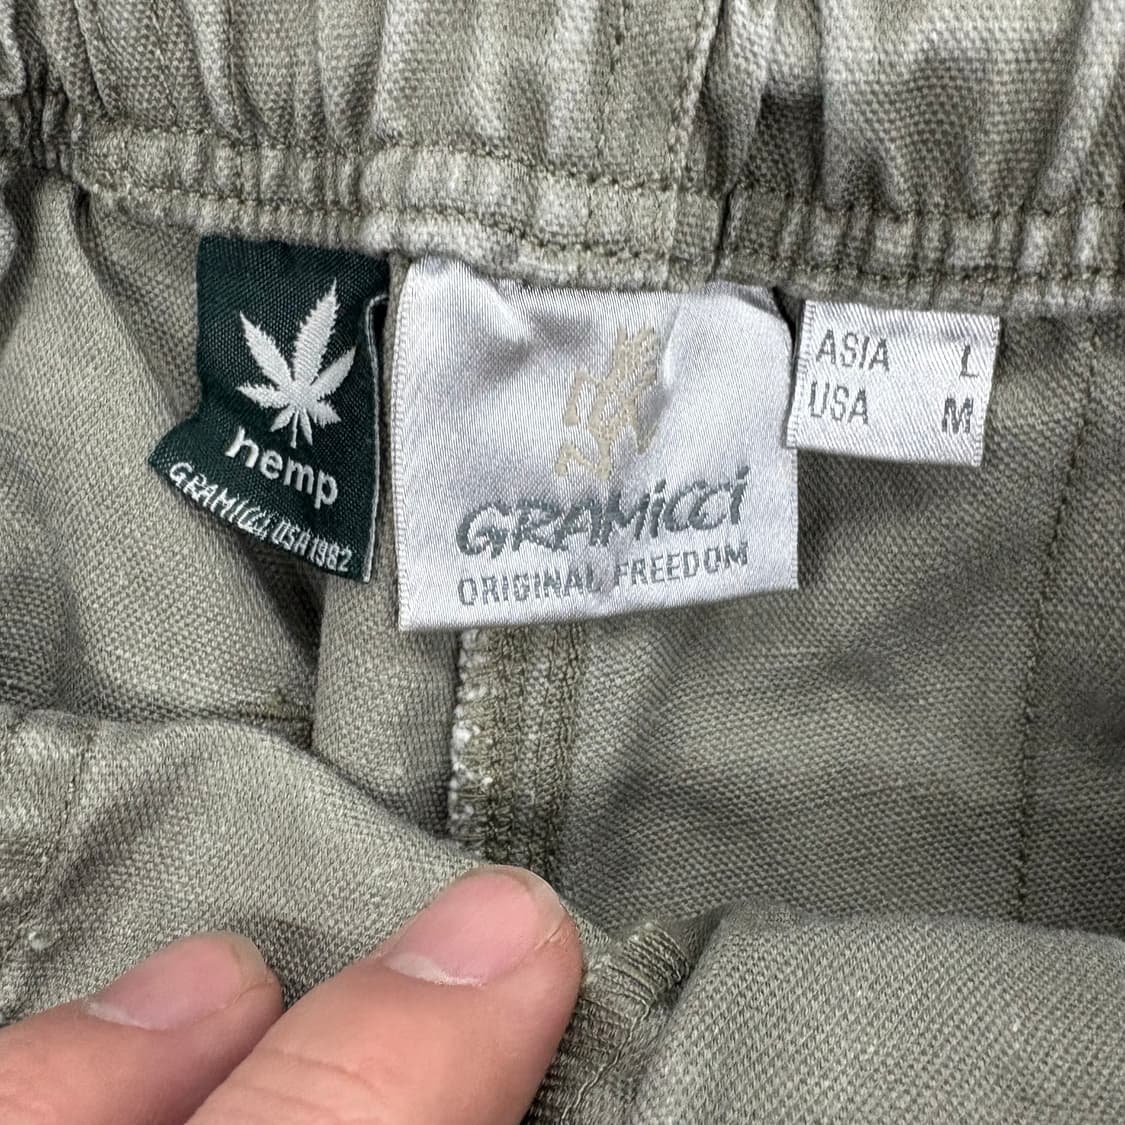 hemp
GRAMICCI, USA 1982
GRAMiCCi
ORIGINAL FREEDOM
ASIA L
USA M